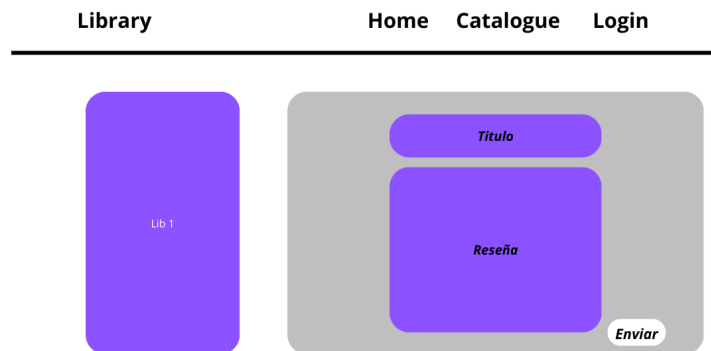 Library Home Catalogue Login
Lib 1
Titulo
Reseña
Enviar